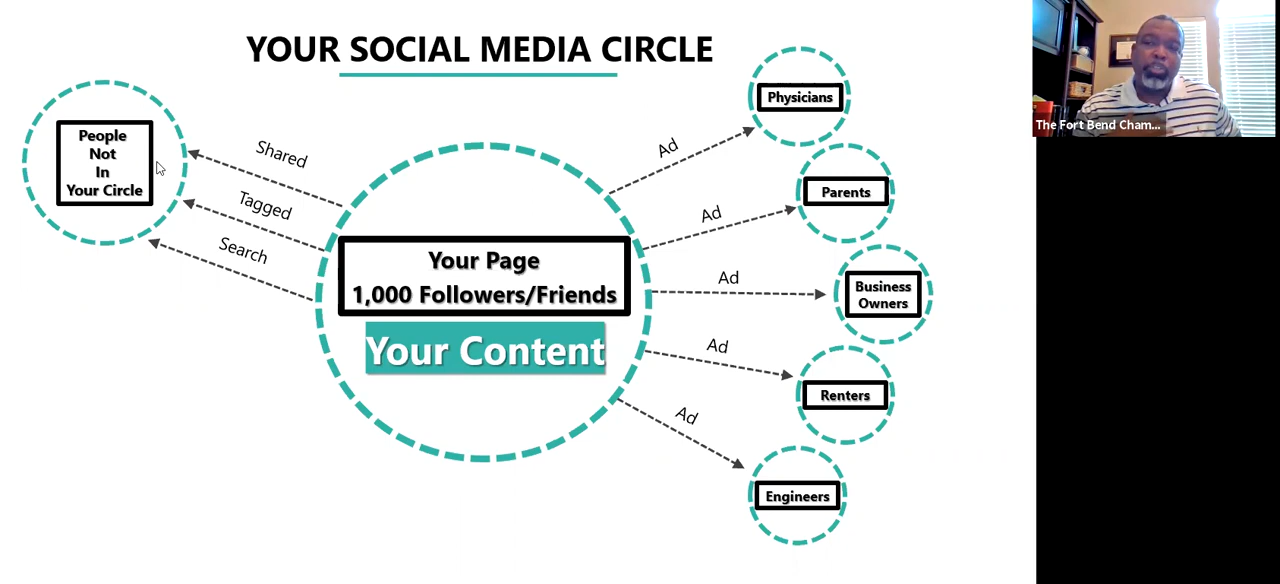 YOUR SOCIAL MEDIA CIRCLE
People
Not
In
Your Circle
Shared
Tagged
Search
Your Page
1,000 Followers/Friends
Your Content
Ad
Physicians
Ad
Parents
Ad
Business
Owners
Ad
Renters
Ad
Engineers
The Fort Bend Cham...